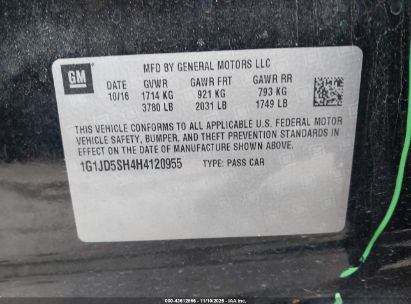 GM
MFD BY GENERAL MOTORS LLC
DATE GVWR GAWR FRT GAWR RR
10/16 1714 KG 921 KG 793 KG
3780 LB 2031 LB 1749 LB
THIS VEHICLE CONFORMS TO ALL APPLICABLE U.S. FEDERAL MOTOR
VEHICLE SAFETY, BUMPER, AND THEFT PREVENTION STANDARDS IN
EFFECT ON THE DATE OF MANUFACTURE SHOWN ABOVE.
1G1JD5SH4H4120955 TYPE: PASS CAR